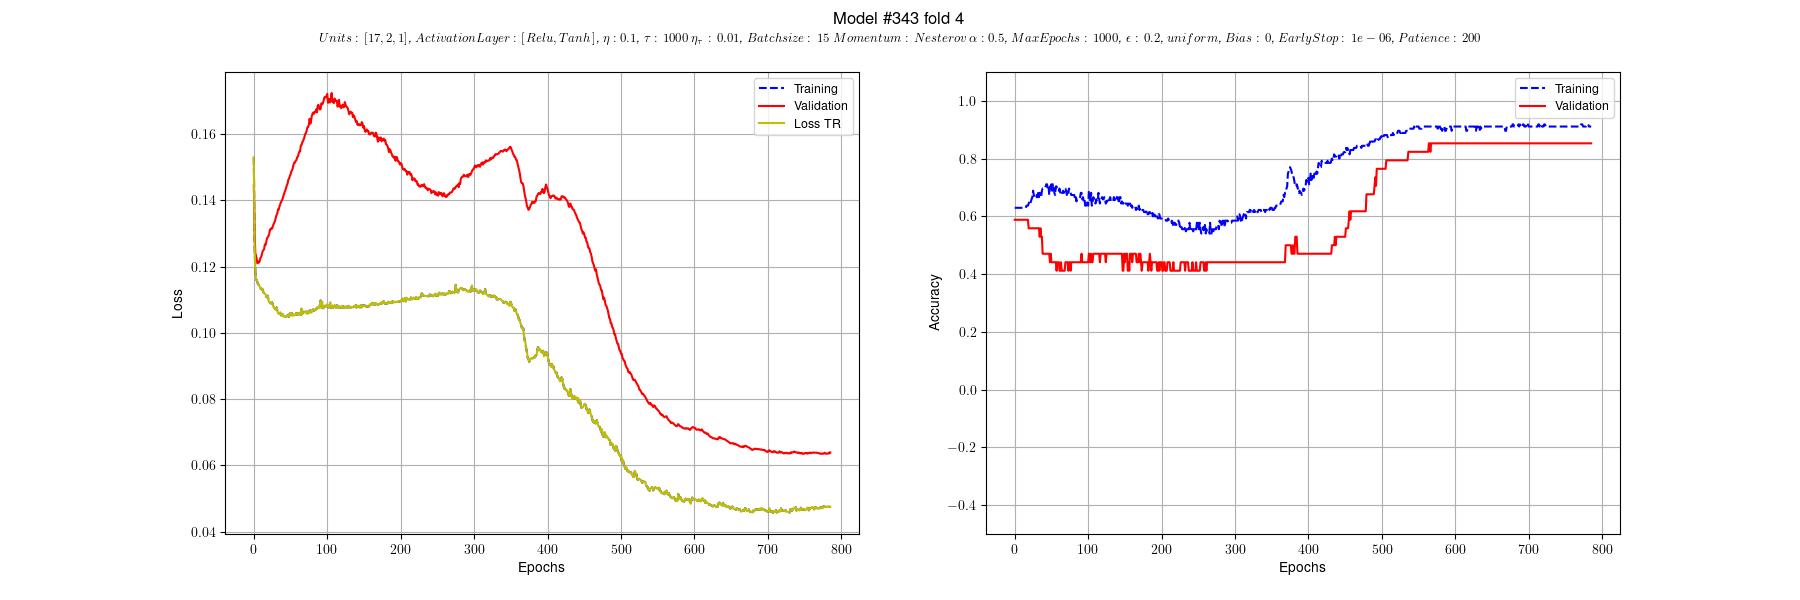 Model #343 fold 4
Units : [17, 2, 1], ActivationLayer : [Relu, Tanh], η : 0.1, τ : 1000 ητ : 0.01, Batchsize : 15 Momentum : Nesterov α : 0.5, MaxEpochs : 1000, ϵ : 0.2, uniform, Bias : 0, EarlyStop : 1e − 06, Patience : 200
Training
Validation
Loss TR
0.16
0.14
0.12
0.10
0.08
0.06
0.04
Loss
0 100 200 300 400 500 600 700 800
Epochs
Training
Validation
1.0
0.8
0.6
0.4
0.2
0.0
−0.2
−0.4
Accuracy
0 100 200 300 400 500 600 700 800
Epochs